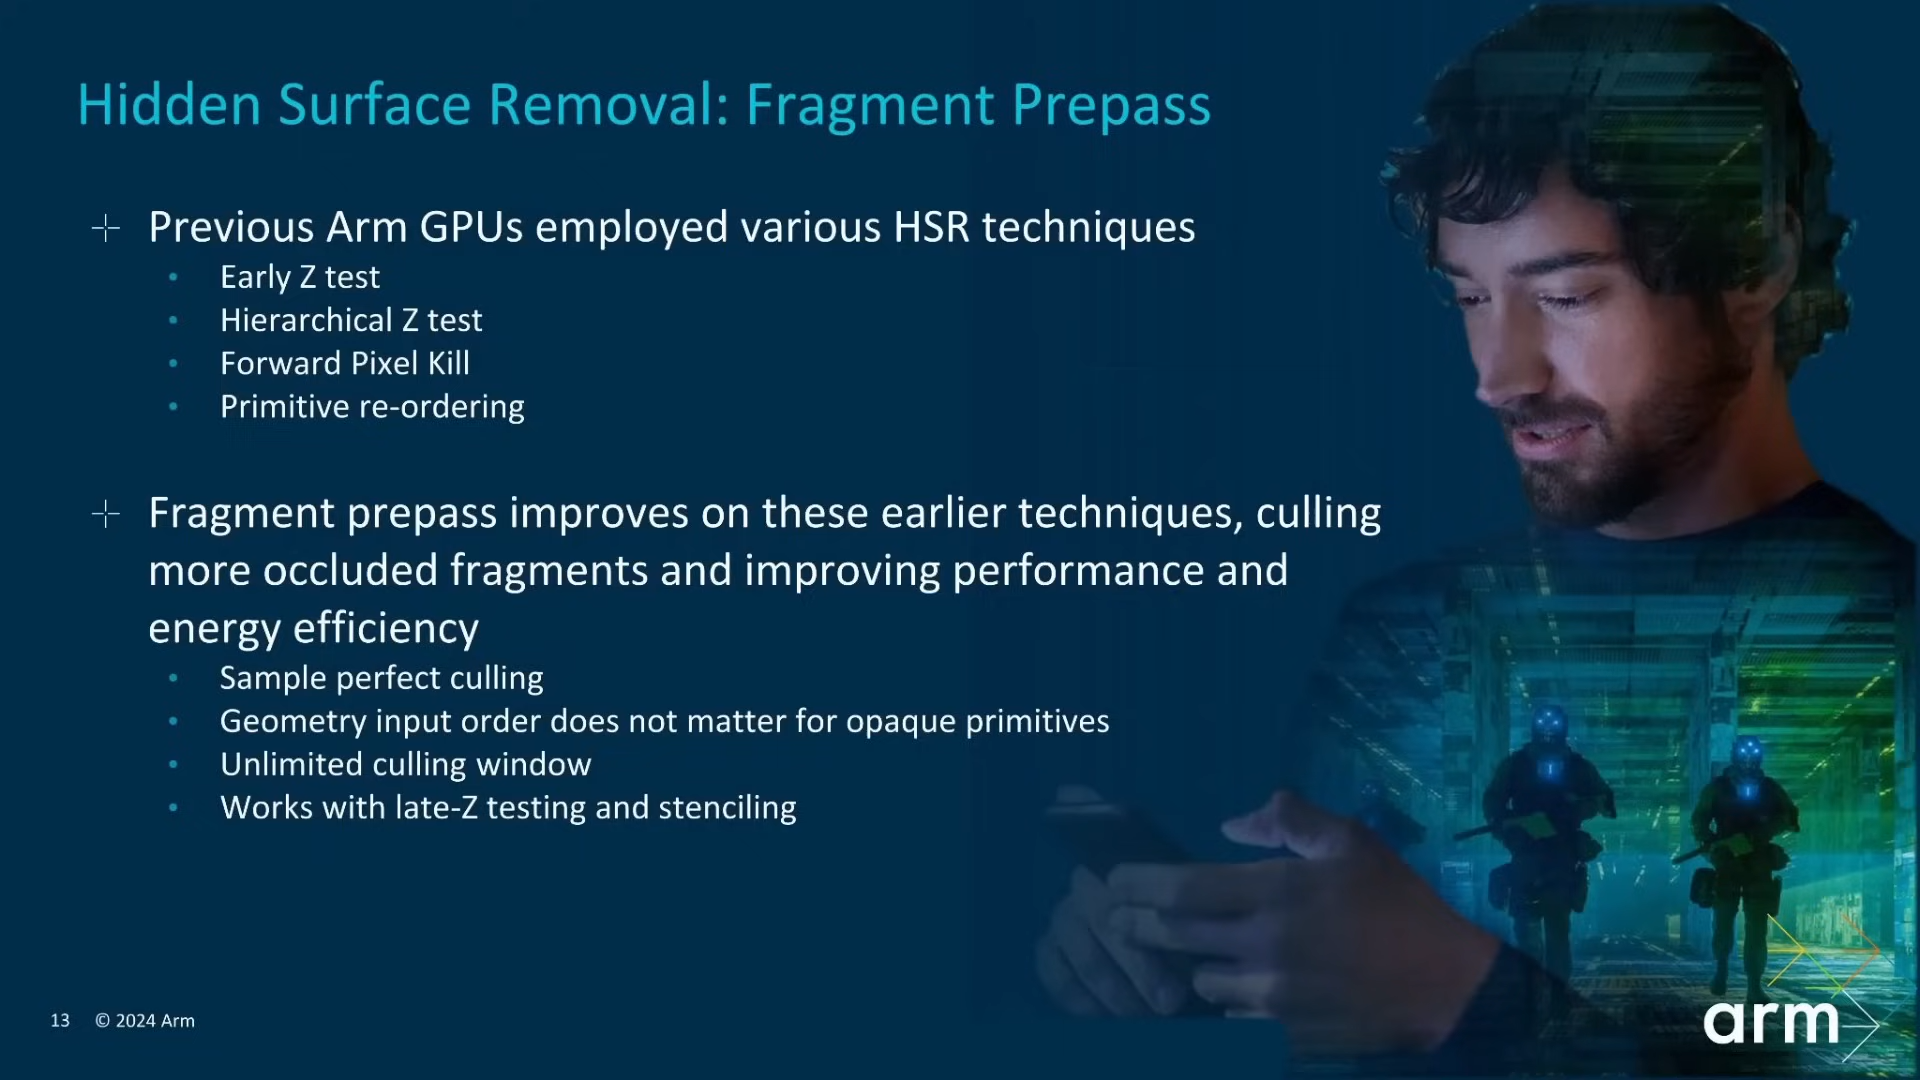 Hidden Surface Removal: Fragment Prepass
Previous Arm GPUs employed various HSR techniques
• Early Z test
• Hierarchical Z test
• Forward Pixel Kill
• Primitive re-ordering
Fragment prepass improves on these earlier techniques, culling
more occluded fragments and improving performance and
energy efficiency
• Sample perfect culling
• Geometry input order does not matter for opaque primitives
• Unlimited culling window
• Works with late-Z testing and stenciling
13 © 2024 Arm
arm